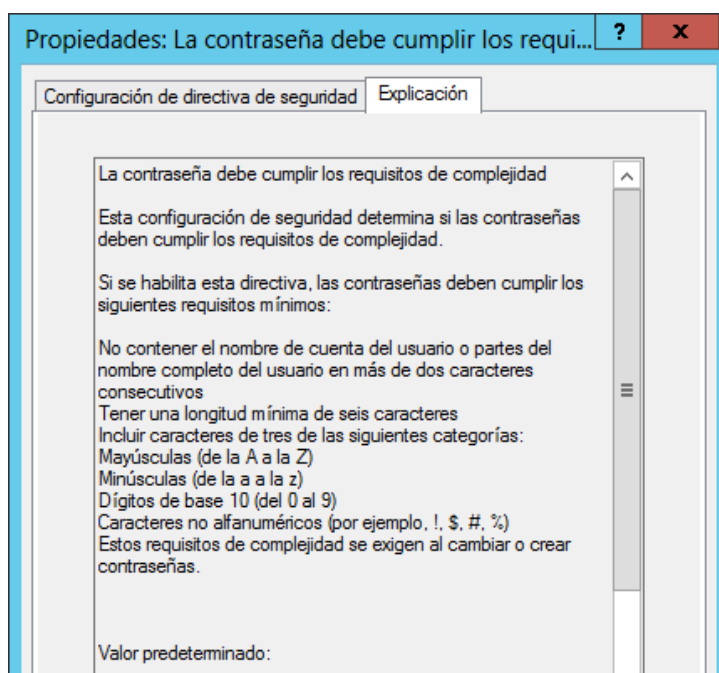 Propiedades: La contraseña debe cumplir los requi...
?
x
Configuración de directiva de seguridad
Explicación
La contraseña debe cumplir los requisitos de complejidad
Esta configuración de seguridad determina si las contraseñas
deben cumplir los requisitos de complejidad.
Si se habilita esta directiva, las contraseñas deben cumplir los
siguientes requisitos mínimos:
No contener el nombre de cuenta del usuario o partes del
nombre completo del usuario en más de dos caracteres
consecutivos
Tener una longitud mínima de seis caracteres
Incluir caracteres de tres de las siguientes categorías:
Mayúsculas (de la A a la Z)
Minúsculas (de la a a la z)
Dígitos de base 10 (del 0 al 9)
Caracteres no alfanuméricos (por ejemplo, !, $, #, %)
Estos requisitos de complejidad se exigen al cambiar o crear
contraseñas.
Valor predeterminado: